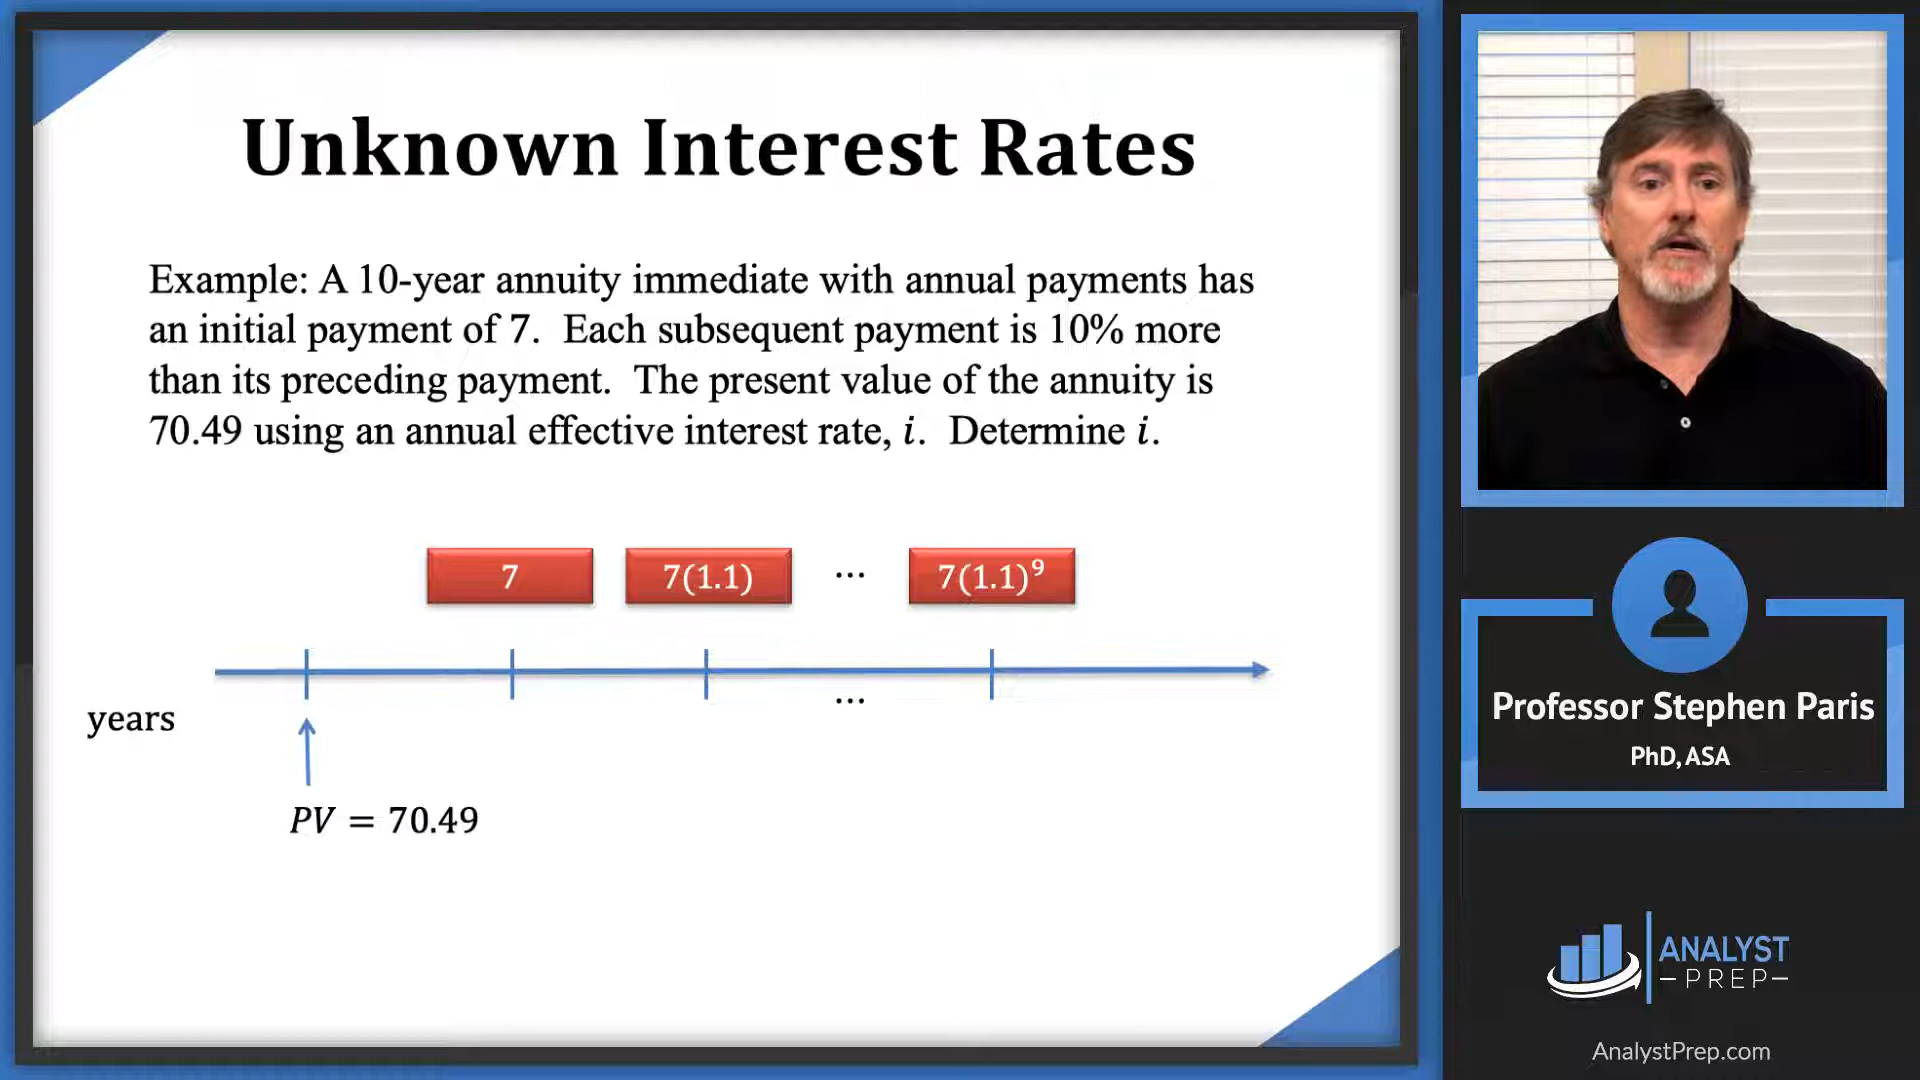 Unknown Interest Rates
Example: A 10-year annuity immediate with annual payments has
an initial payment of 7.  Each subsequent payment is 10% more
than its preceding payment.  The present value of the annuity is
70.49 using an annual effective interest rate, i.  Determine i.
7
7(1.1)
...
7(1.1)⁹
...
years
PV = 70.49
Professor Stephen Paris
PhD, ASA
ANALYST
–PREP–
AnalystPrep.com